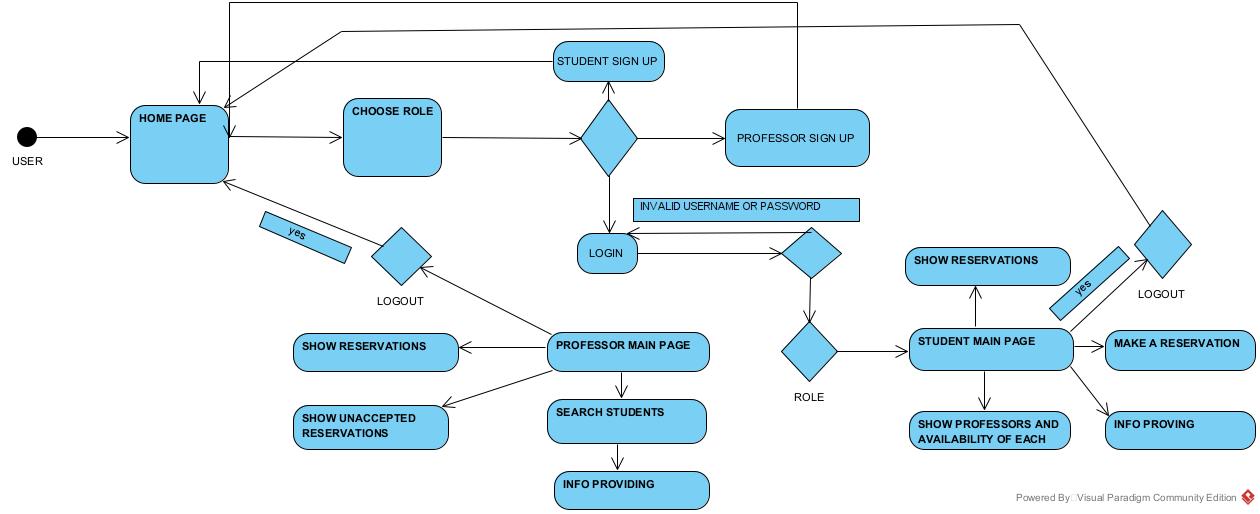 STUDENT SIGN UP
HOME PAGE
CHOOSE ROLE
PROFESSOR SIGN UP
USER
INVALID USERNAME OR PASSWORD
yes
LOGIN
SHOW RESERVATIONS
yes
LOGOUT
LOGOUT
SHOW RESERVATIONS
PROFESSOR MAIN PAGE
STUDENT MAIN PAGE
MAKE A RESERVATION
ROLE
SHOW UNACCEPTED
RESERVATIONS
SEARCH STUDENTS
SHOW PROFESSORS AND
AVAILABILITY OF EACH
INFO PROVING
INFO PROVIDING
Powered By Visual Paradigm Community Edition